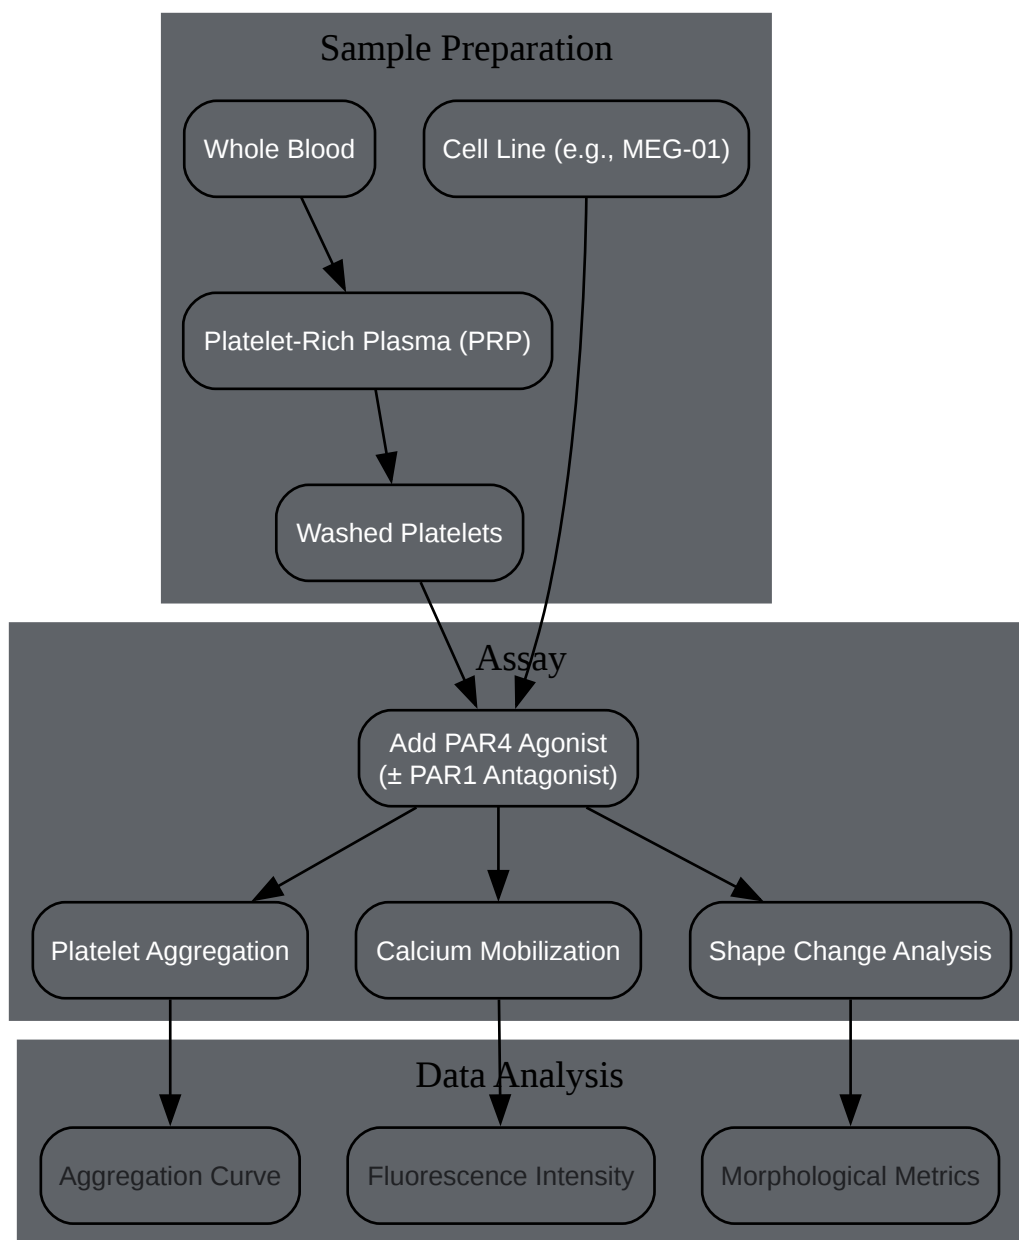 Sample Preparation
Whole Blood
Cell Line (e.g., MEG-01)
Platelet-Rich Plasma (PRP)
Washed Platelets
Assay
Add PAR4 Agonist
(± PAR1 Antagonist)
Platelet Aggregation
Calcium Mobilization
Shape Change Analysis
Data Analysis
Aggregation Curve
Fluorescence Intensity
Morphological Metrics